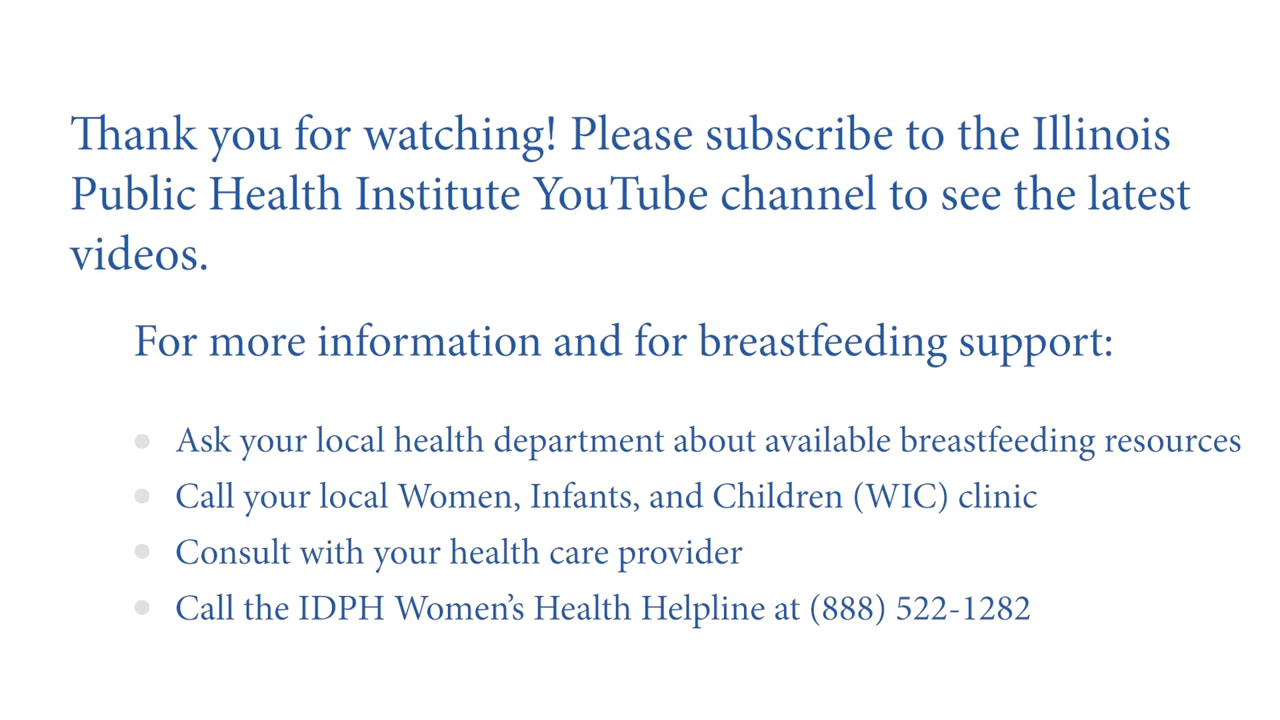 Thank you for watching! Please subscribe to the Illinois
Public Health Institute YouTube channel to see the latest
videos.
For more information and for breastfeeding support:
Ask your local health department about available breastfeeding resources
Call your local Women, Infants, and Children (WIC) clinic
Consult with your health care provider
Call the IDPH Women’s Health Helpline at (888) 522-1282